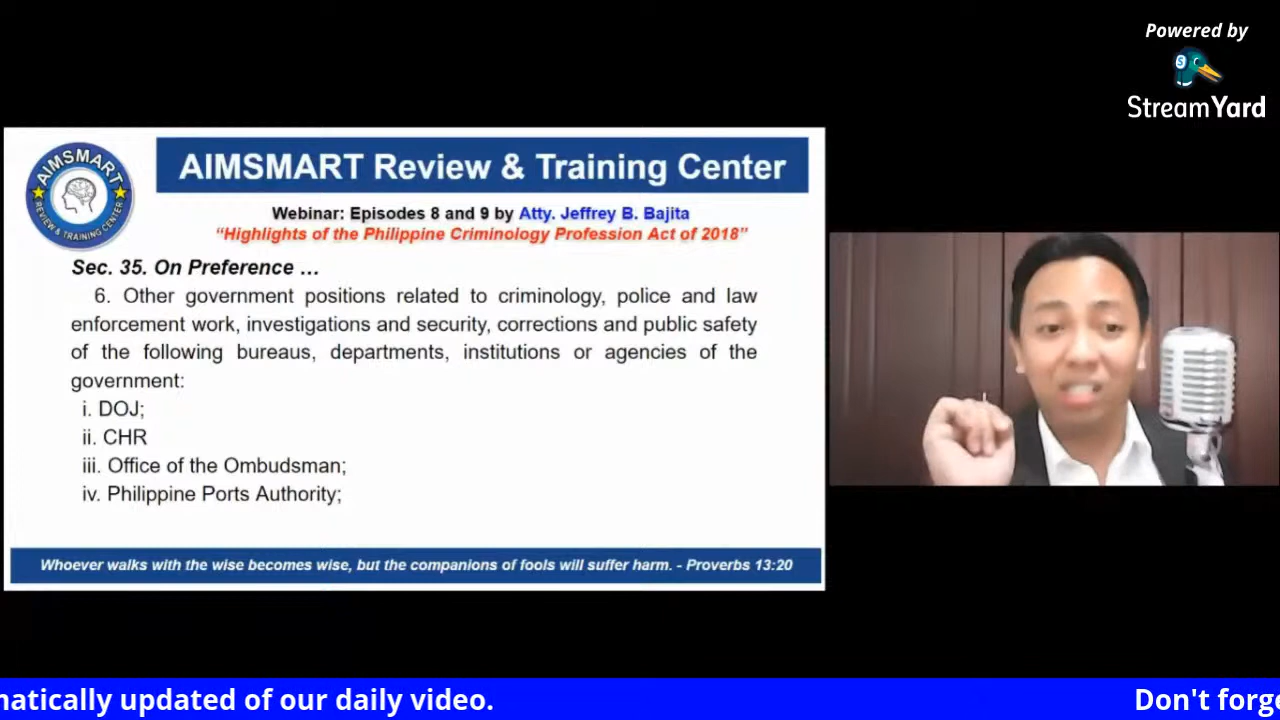 Powered by
StreamYard
AIMSMART
REVIEW & TRAINING CENTER
AIMSMART Review & Training Center
Webinar: Episodes 8 and 9 by Atty. Jeffrey B. Bajita
“Highlights of the Philippine Criminology Profession Act of 2018”
Sec. 35. On Preference …
6. Other government positions related to criminology, police and law
enforcement work, investigations and security, corrections and public safety
of the following bureaus, departments, institutions or agencies of the
government:
i. DOJ;
ii. CHR
iii. Office of the Ombudsman;
iv. Philippine Ports Authority;
Whoever walks with the wise becomes wise, but the companions of fools will suffer harm. - Proverbs 13:20
matically updated of our daily video. Don't forge